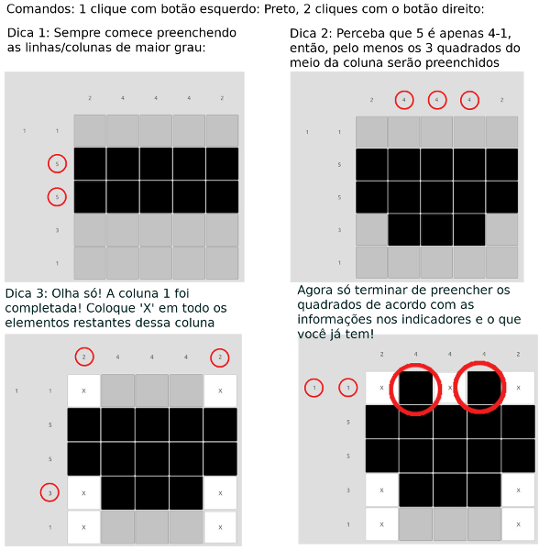 Comandos: 1 clique com botão esquerdo: Preto, 2 cliques com o botão direito:
Dica 1: Sempre comece preenchendo
as linhas/colunas de maior grau:
2 4 4 4 2
1 1
5
5
3
1
Dica 2: Perceba que 5 é apenas 4-1,
então, pelo menos os 3 quadrados do
meio da coluna serão preenchidos
2 4 4 4 2
1 1
5
5
3
1
Dica 3: Olha só! A coluna 1 foi
completada! Coloque 'X' em todo os
elementos restantes dessa coluna
2 4 4 4 2
1 1 X X
5
5
3 X X
1 X X
Agora só terminar de preencher os
quadrados de acordo com as
informações nos indicadores e o que
você já tem!
2 4 4 4 2
1 1 X X X
5
5
3 X X
1 X X